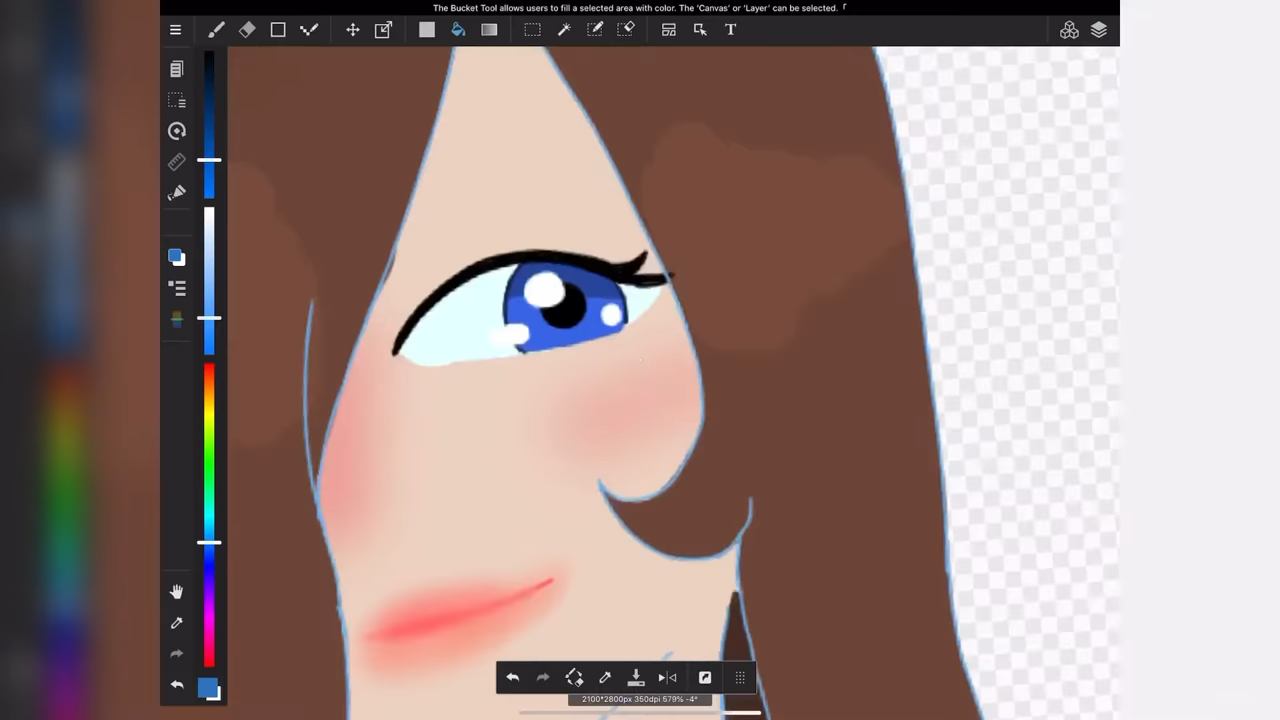 The Bucket Tool allows users to fill a selected area with color. The 'Canvas' or 'Layer' can be selected. 「
T
2100*2800px 350dpi 579% -4°